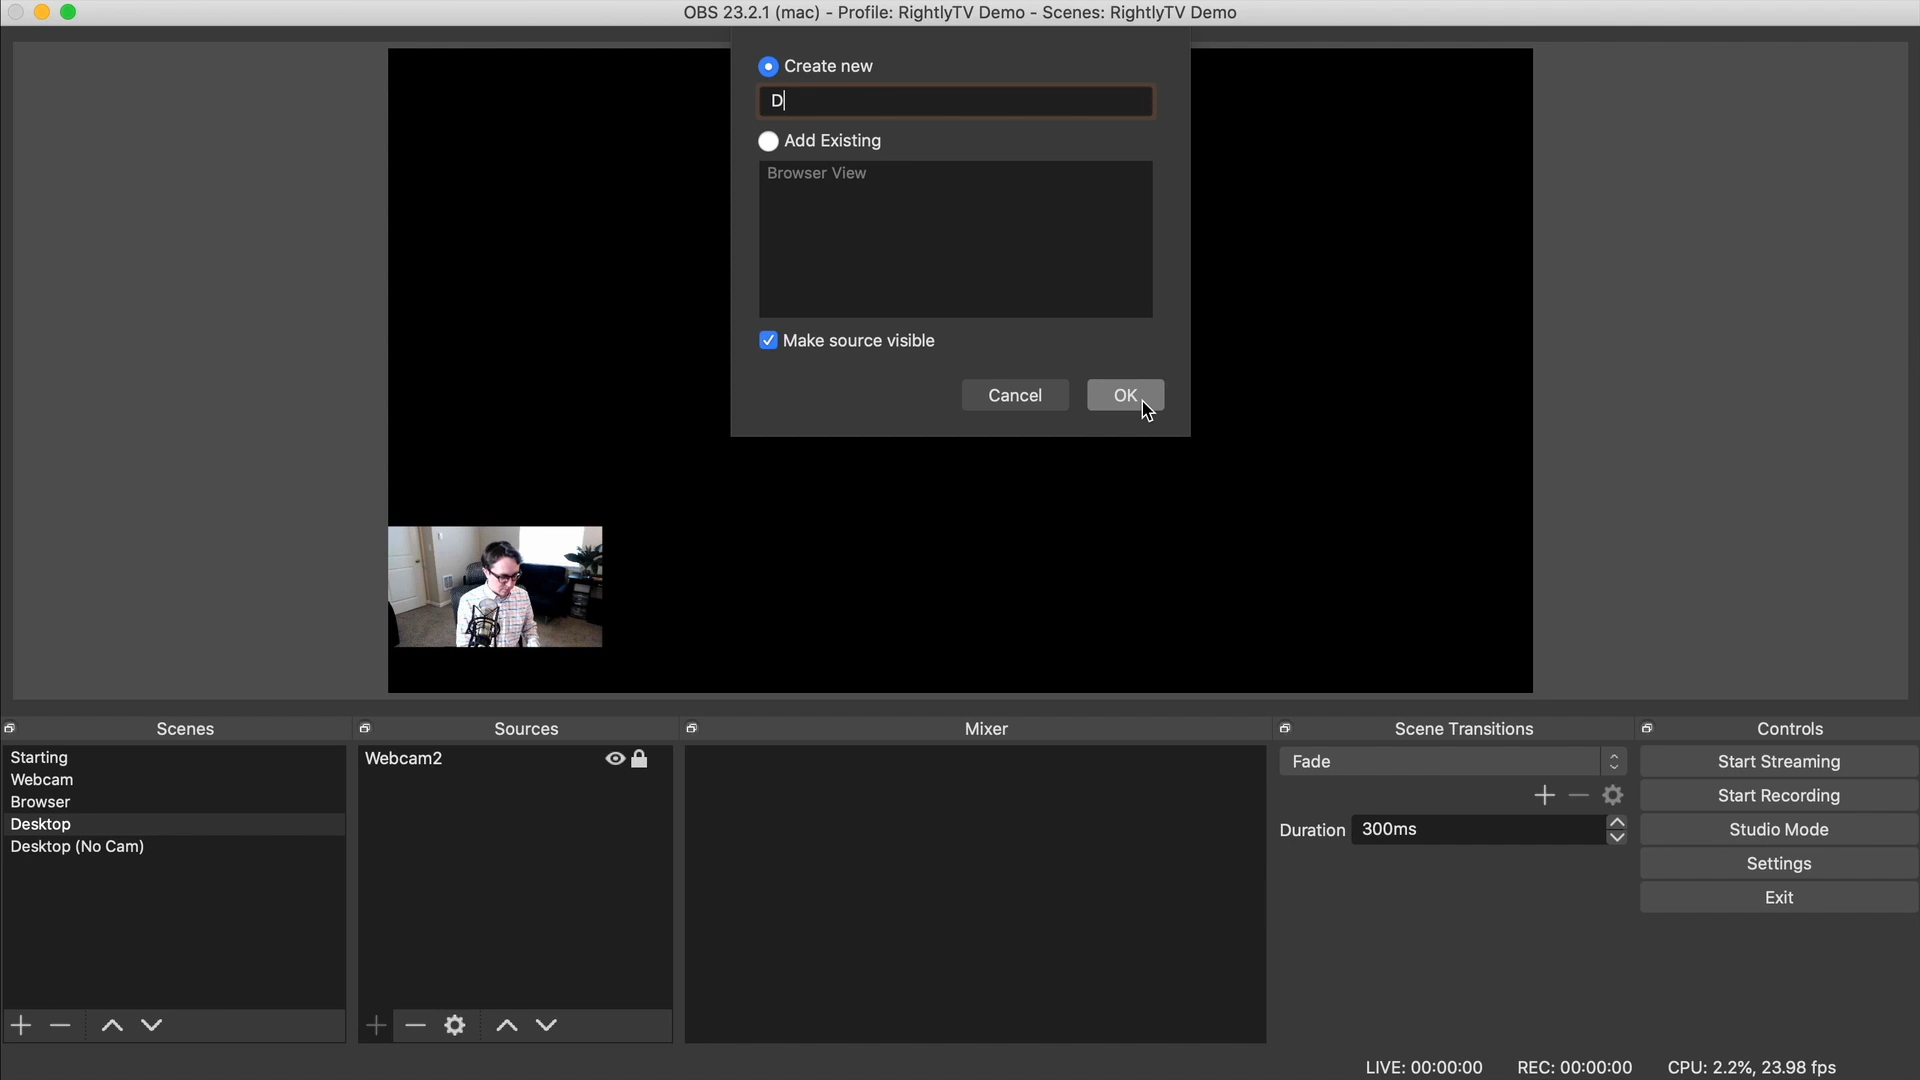 OBS 23.2.1 (mac) - Profile: RightlyTV Demo - Scenes: RightlyTV Demo
Create new
D
Add Existing
Browser View
Make source visible
Cancel
OK
Scenes
Starting
Webcam
Browser
Desktop
Desktop (No Cam)
Sources
Webcam2
Mixer
Scene Transitions
Fade
Duration 300ms
Controls
Start Streaming
Start Recording
Studio Mode
Settings
Exit
LIVE: 00:00:00 REC: 00:00:00 CPU: 2.2%, 23.98 fps